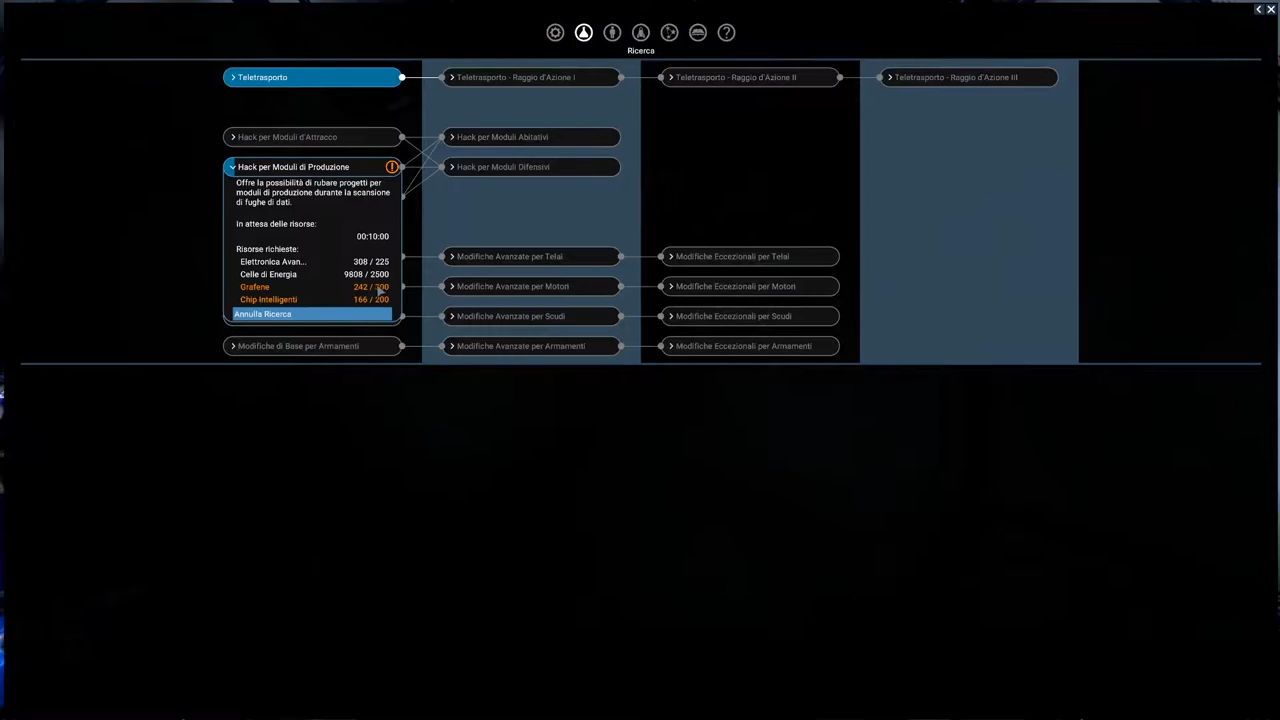 Ricerca
Teletrasporto
Teletrasporto - Raggio d'Azione I
Teletrasporto - Raggio d'Azione II
Teletrasporto - Raggio d'Azione III
Hack per Moduli d'Attracco
Hack per Moduli Abitativi
Hack per Moduli di Produzione
Hack per Moduli Difensivi
Offre la possibilità di rubare progetti per
moduli di produzione durante la scansione
di fughe di dati.
In attesa delle risorse:
00:10:00
Risorse richieste:
Elettronica Avan... 308 / 225
Celle di Energia 9808 / 2500
Grafene 242 / 300
Chip Intelligenti 166 / 200
Annulla Ricerca
Modifiche Avanzate per Telai
Modifiche Eccezionali per Telai
Modifiche Avanzate per Motori
Modifiche Eccezionali per Motori
Modifiche Avanzate per Scudi
Modifiche Eccezionali per Scudi
Modifiche di Base per Armamenti
Modifiche Avanzate per Armamenti
Modifiche Eccezionali per Armamenti